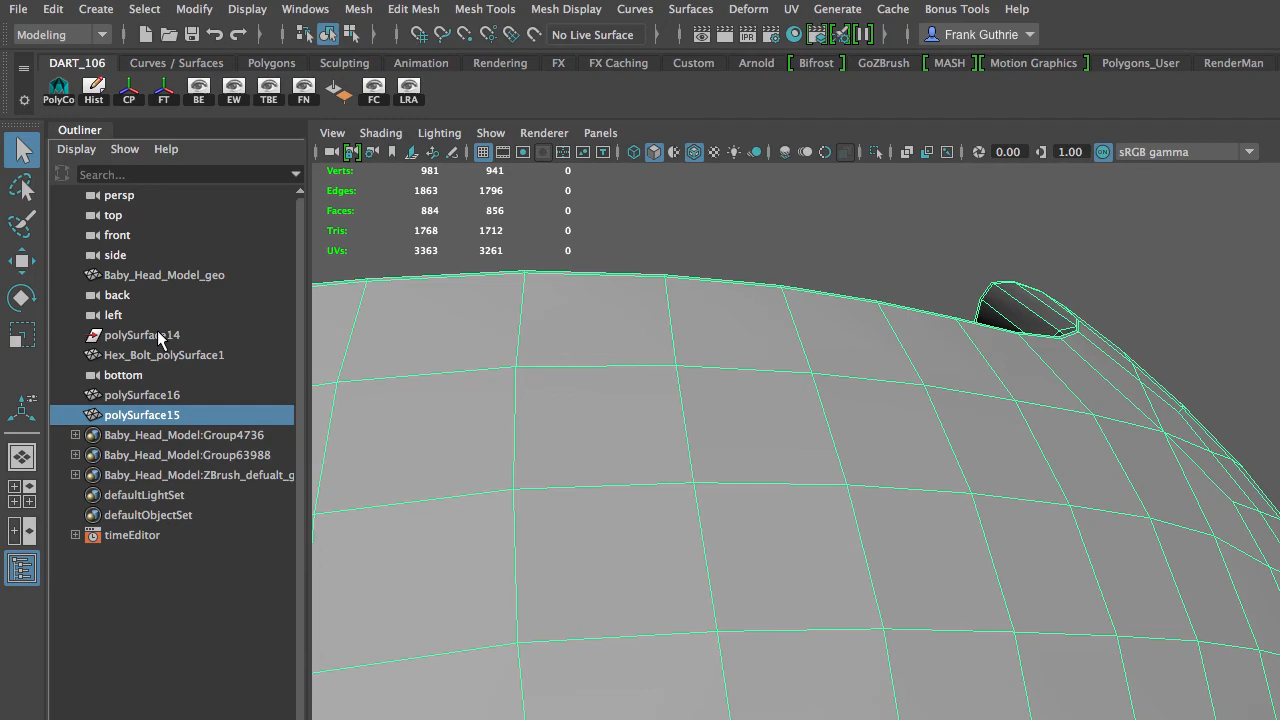 File Edit Create Select Modify Display Windows Mesh Edit Mesh Mesh Tools Mesh Display Curves Surfaces Deform UV Generate Cache Bonus Tools Help
Modeling No Live Surface Frank Guthrie
DART_106 Curves / Surfaces Polygons Sculpting Animation Rendering FX FX Caching Custom Arnold Bifrost GoZBrush MASH Motion Graphics Polygons_User RenderMan
PolyCo Hist CP FT BE EW TBE FN FC LRA
Outliner
Display Show Help
Search...
persp
top
front
side
Baby_Head_Model_geo
back
left
polySurface14
Hex_Bolt_polySurface1
bottom
polySurface16
polySurface15
Baby_Head_Model:Group4736
Baby_Head_Model:Group63988
Baby_Head_Model:ZBrush_defualt_g
defaultLightSet
defaultObjectSet
timeEditor
View Shading Lighting Show Renderer Panels
0.00 1.00 ON sRGB gamma
Verts: 981 941 0
Edges: 1863 1796 0
Faces: 884 856 0
Tris: 1768 1712 0
UVs: 3363 3261 0